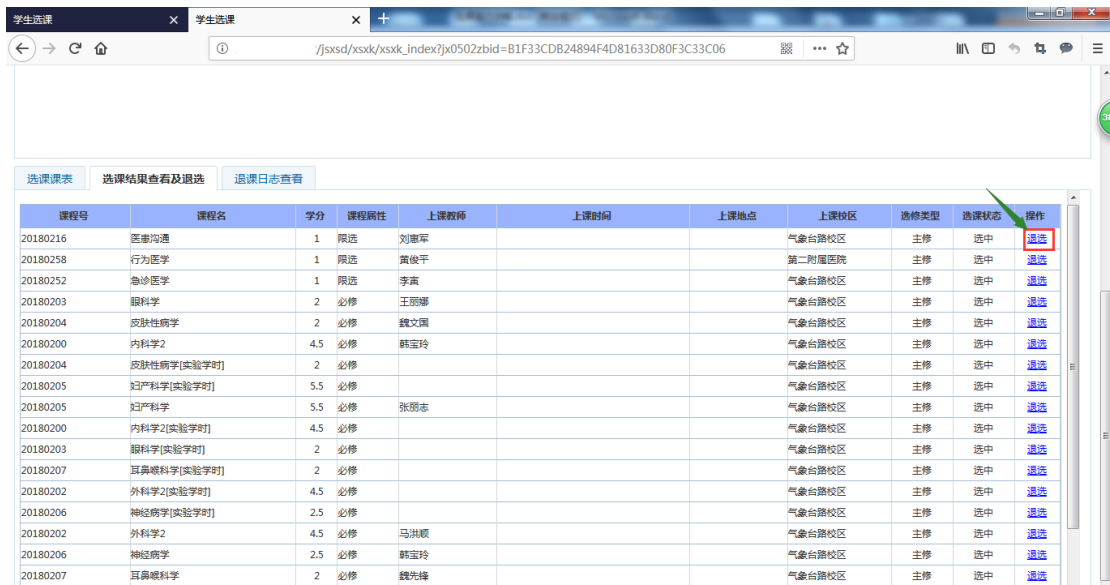 学生选课 学生选课
/jsxsd/xsxk/xsxk_index?jx0502zbid=B1F33CDB24894F4D81633D80F3C33C06
38
选课课表 选课结果查看及退选 退课日志查看
课程号 课程名 学分 课程属性 上课教师 上课时间 上课地点 上课校区 选修类型 选课状态 操作
20180216 医患沟通 1 限选 刘惠军 气象台路校区 主修 选中 退选
20180258 行为医学 1 限选 黄俊平 第二附属医院 主修 选中 退选
20180252 急诊医学 1 限选 李寅 气象台路校区 主修 选中 退选
20180203 眼科学 2 必修 王丽娜 气象台路校区 主修 选中 退选
20180204 皮肤性病学 2 必修 魏文国 气象台路校区 主修 选中 退选
20180200 内科学2 4.5 必修 韩宝玲 气象台路校区 主修 选中 退选
20180204 皮肤性病学[实验学时] 2 必修 气象台路校区 主修 选中 退选
20180205 妇产科学[实验学时] 5.5 必修 气象台路校区 主修 选中 退选
20180205 妇产科学 5.5 必修 张丽志 气象台路校区 主修 选中 退选
20180200 内科学2[实验学时] 4.5 必修 气象台路校区 主修 选中 退选
20180203 眼科学[实验学时] 2 必修 气象台路校区 主修 选中 退选
20180207 耳鼻喉科学[实验学时] 2 必修 气象台路校区 主修 选中 退选
20180202 外科学2[实验学时] 4.5 必修 气象台路校区 主修 选中 退选
20180206 神经病学[实验学时] 2.5 必修 气象台路校区 主修 选中 退选
20180202 外科学2 4.5 必修 马洪顺 气象台路校区 主修 选中 退选
20180206 神经病学 2.5 必修 韩宝玲 气象台路校区 主修 选中 退选
20180207 耳鼻喉科学 2 必修 魏先锋 气象台路校区 主修 选中 退选